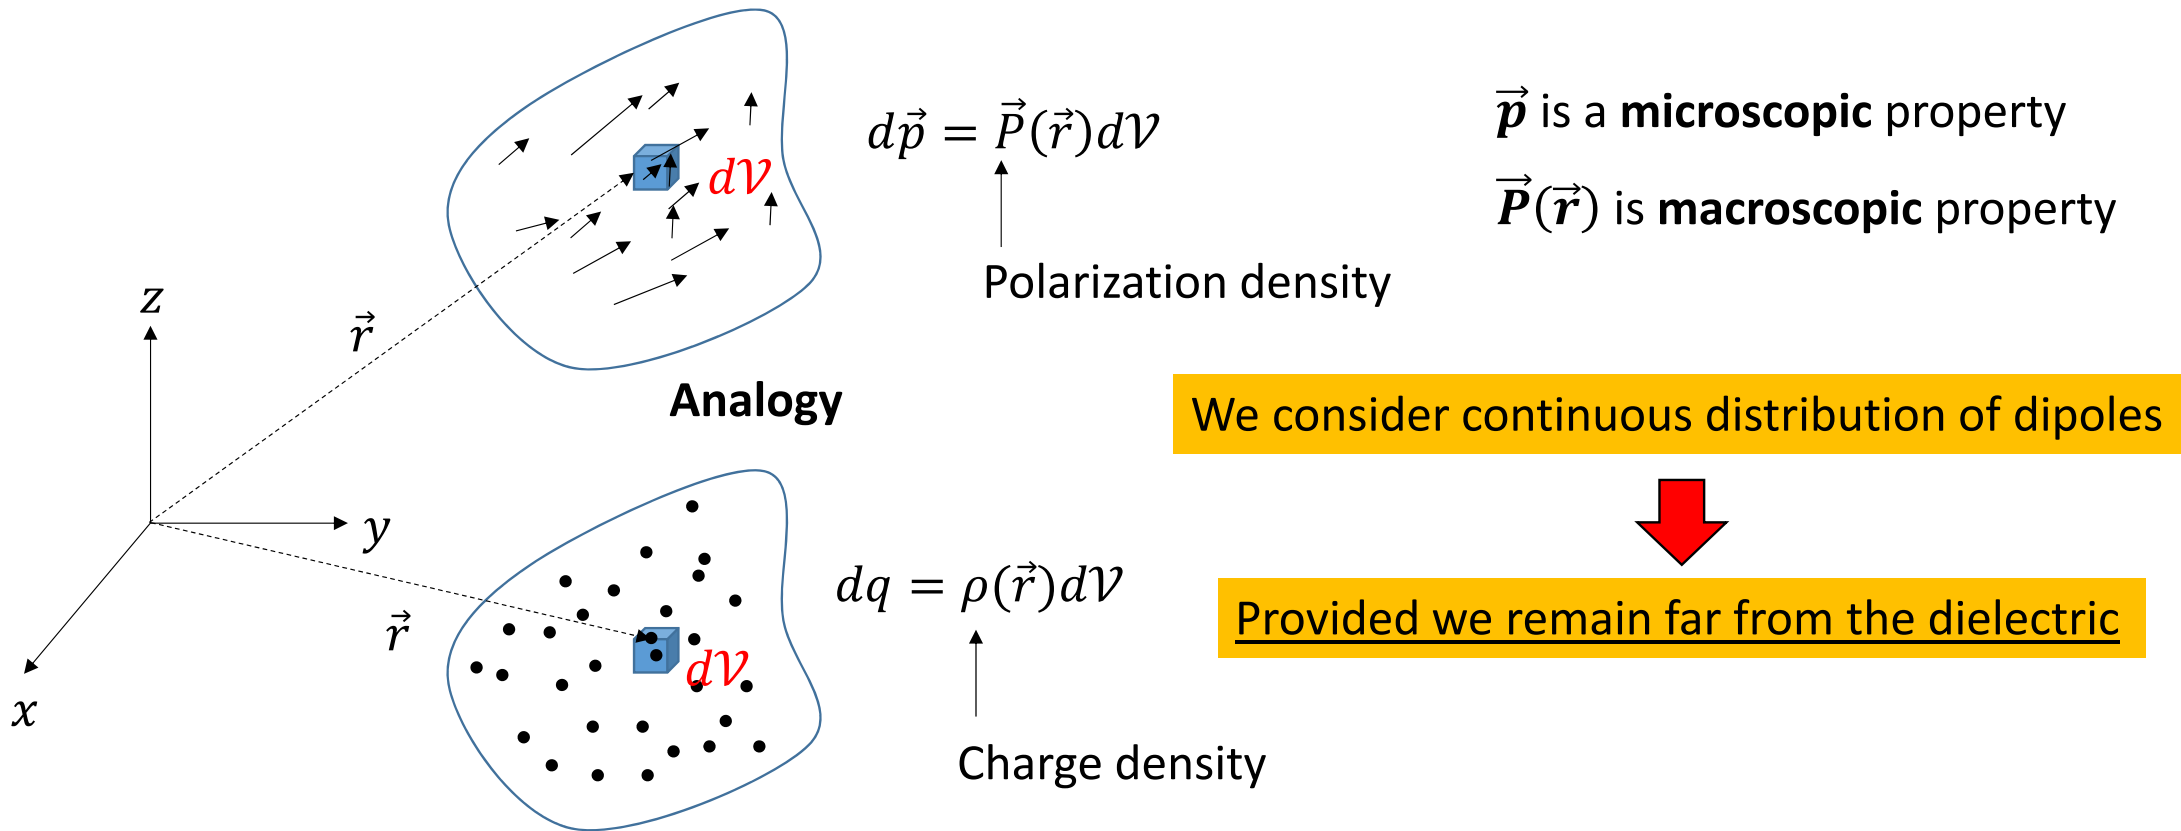 𝑑𝒱
𝑑𝑝⃗ = 𝑃⃗(𝑟⃗)𝑑𝒱
Polarization density
𝒑⃗ is a microscopic property
𝑷⃗(𝒓⃗) is macroscopic property
z
𝑟⃗
y
x
Analogy
We consider continuous distribution of dipoles
Provided we remain far from the dielectric
𝑟⃗
𝑑𝒱
𝑑𝑞 = 𝜌(𝑟⃗)𝑑𝒱
Charge density